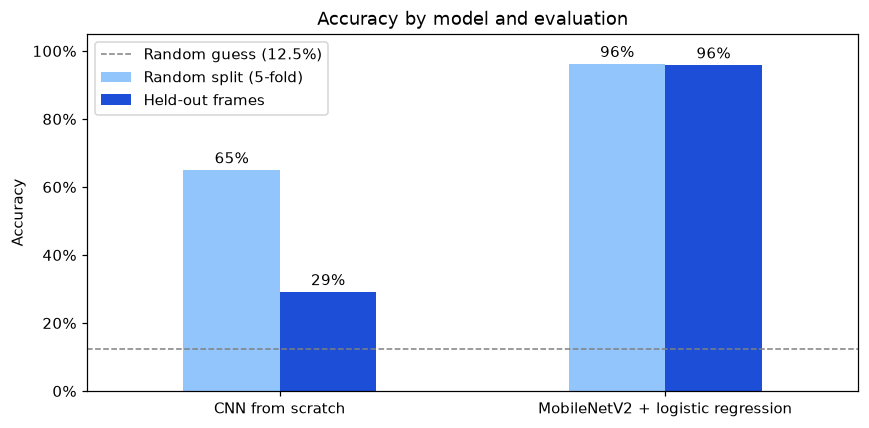 Accuracy by model and evaluation
100%
80%
60%
40%
20%
0%
Accuracy
Random guess (12.5%)
Random split (5-fold)
Held-out frames
65%
29%
96%
96%
CNN from scratch
MobileNetV2 + logistic regression